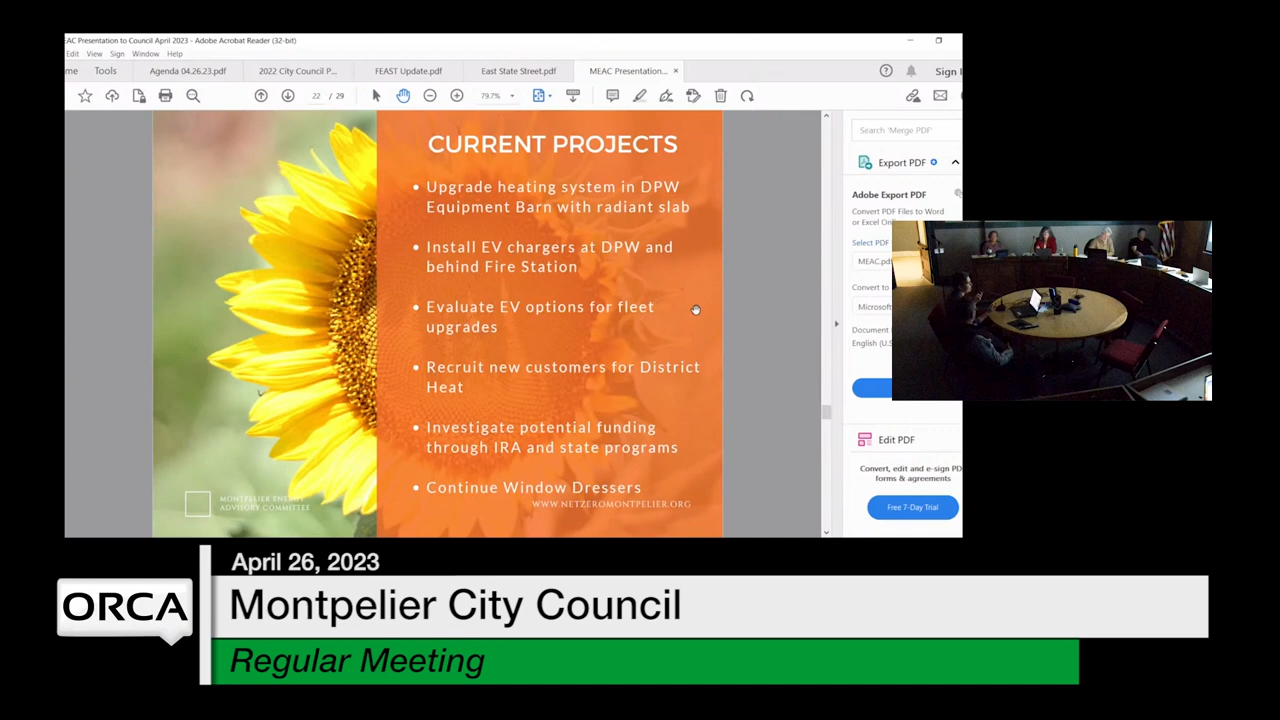 EAC Presentation to Council April 2023 - Adobe Acrobat Reader (32-bit)
Edit View Sign Window Help
me Tools Agenda 04.26.23.pdf 2022 City Council P... FEAST Update.pdf East State Street.pdf MEAC Presentation... × Sign I
22 / 29 79.7%
CURRENT PROJECTS
• Upgrade heating system in DPW
Equipment Barn with radiant slab
• Install EV chargers at DPW and
behind Fire Station
• Evaluate EV options for fleet
upgrades
• Recruit new customers for District
Heat
• Investigate potential funding
through IRA and state programs
• Continue Window Dressers
MONTPELIER ENERGY
ADVISORY COMMITTEE
WWW.NETZEROMONTPELIER.ORG
Search 'Merge PDF'
Export PDF
Adobe Export PDF
Convert PDF Files to Word
or Excel Onl
Select PDF
MEAC.pdf
Convert to
Microsoft
Document
English (U.S
Edit PDF
Convert, edit and e-sign PD
forms & agreements
Free 7-Day Trial
April 26, 2023
ORCA
Montpelier City Council
Regular Meeting